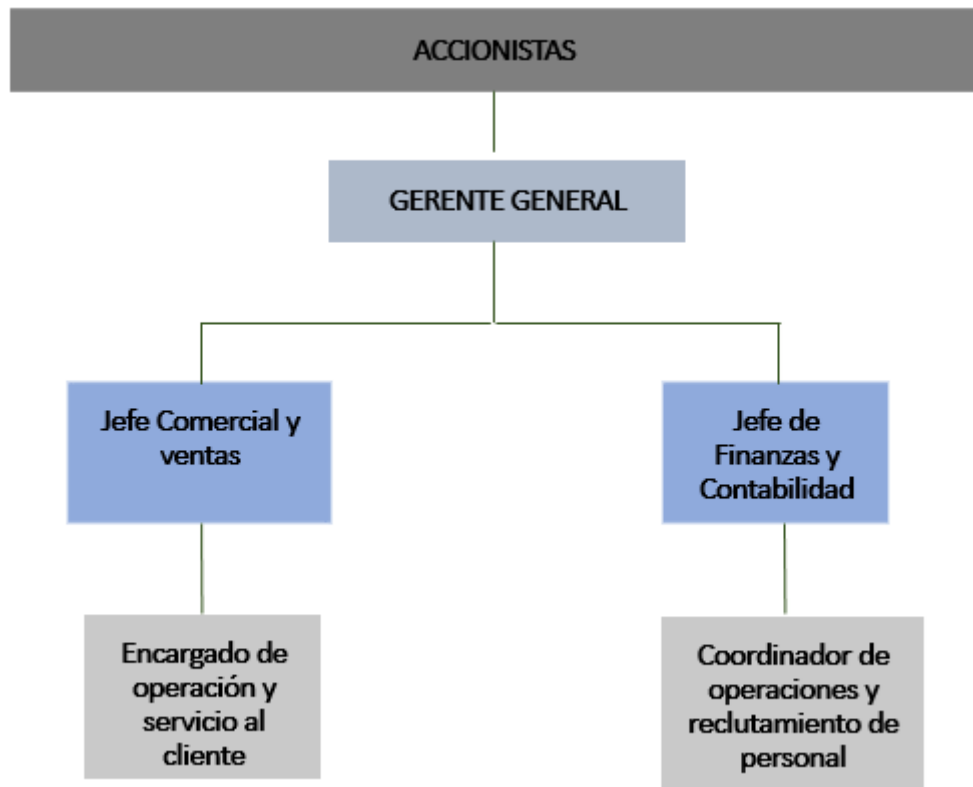 ACCIONISTAS
GERENTE GENERAL
Jefe Comercial y
ventas
Jefe de
Finanzas y
Contabilidad
Encargado de
operación y
servicio al
cliente
Coordinador de
operaciones y
reclutamiento de
personal